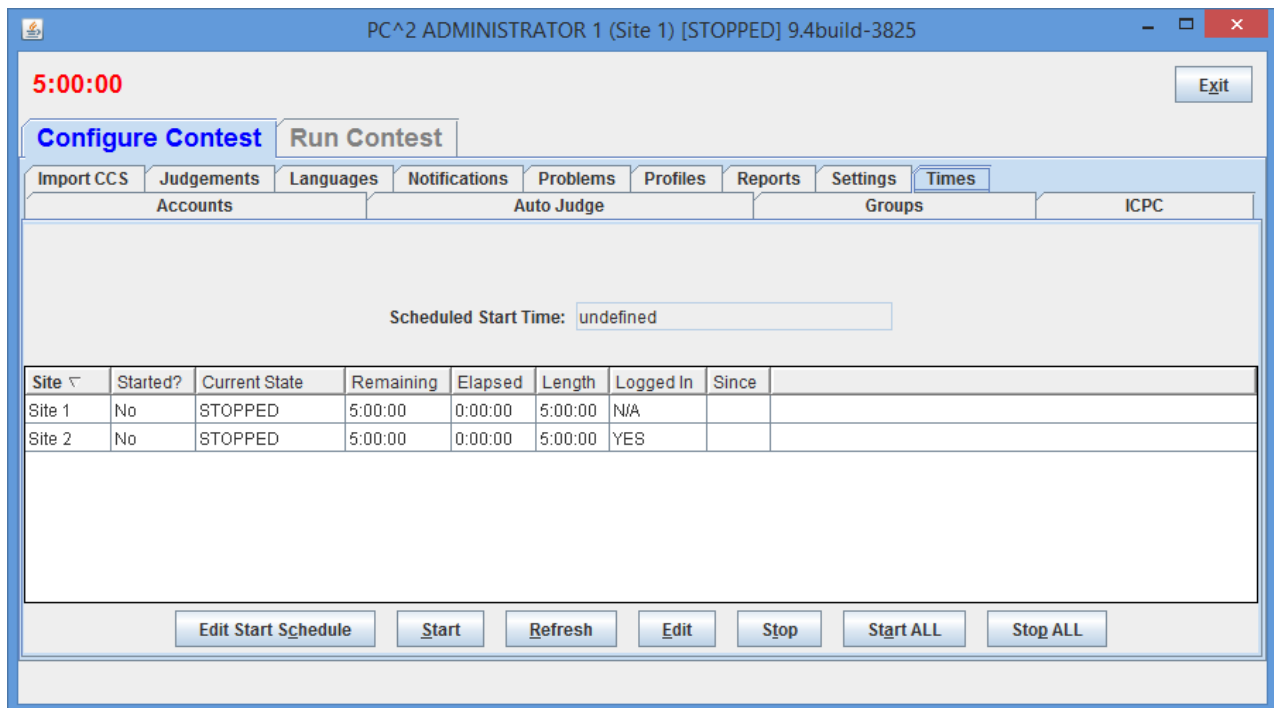 PC^2 ADMINISTRATOR 1 (Site 1) [STOPPED] 9.4build-3825
5:00:00 Exit
Configure Contest Run Contest
Import CCS Judgements Languages Notifications Problems Profiles Reports Settings Times
Accounts Auto Judge Groups ICPC
Scheduled Start Time: undefined
Site Started? Current State Remaining Elapsed Length Logged In Since
Site 1 No STOPPED 5:00:00 0:00:00 5:00:00 N/A
Site 2 No STOPPED 5:00:00 0:00:00 5:00:00 YES
Edit Start Schedule Start Refresh Edit Stop Start ALL Stop ALL